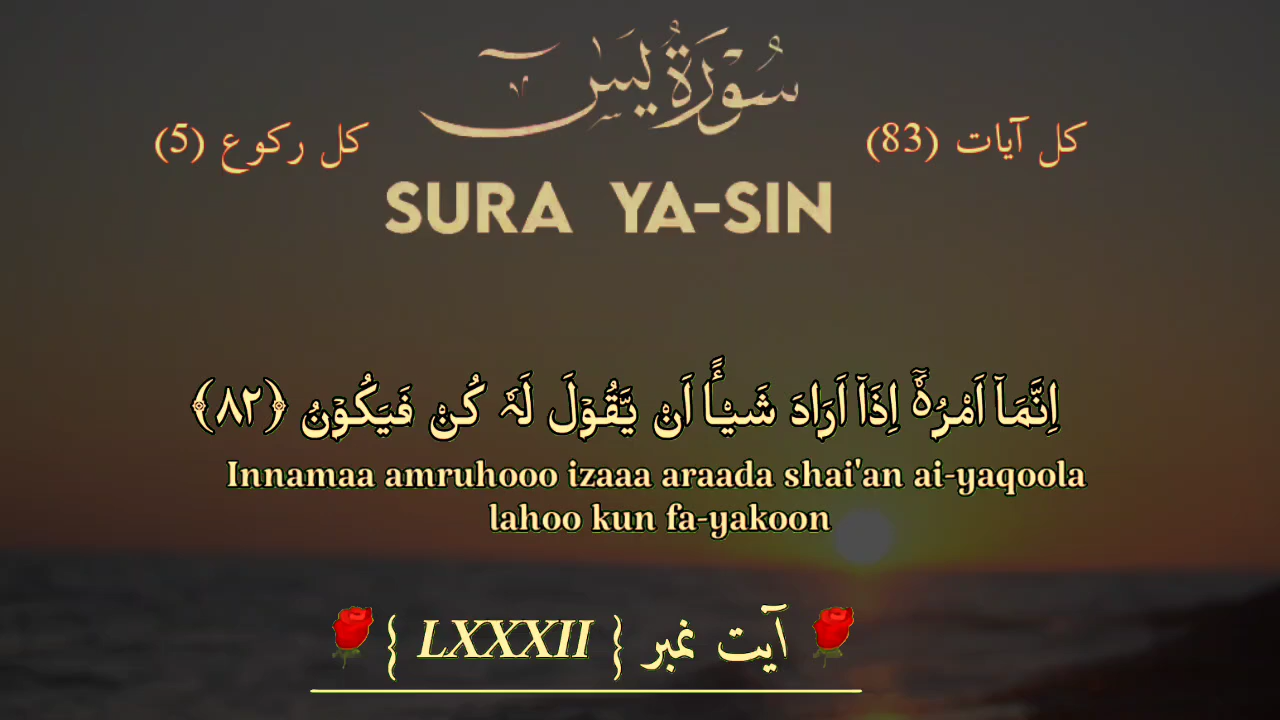 سُوْرَةُ يٰسٓ
کل آیات (83)
کل رکوع (5)
SURA YA-SIN
اِنَّمَاۤ اَمْرُهٗۤ اِذَاۤ اَرَادَ شَیْـًٔا اَنْ یَّقُوْلَ لَهٗ كُنْ فَیَكُوْنُ ﴿۸۲﴾
Innamaa amruhooo izaaa araada shai'an ai-yaqoola
lahoo kun fa-yakoon
🌹 آیت نمبر { LXXXII } 🌹